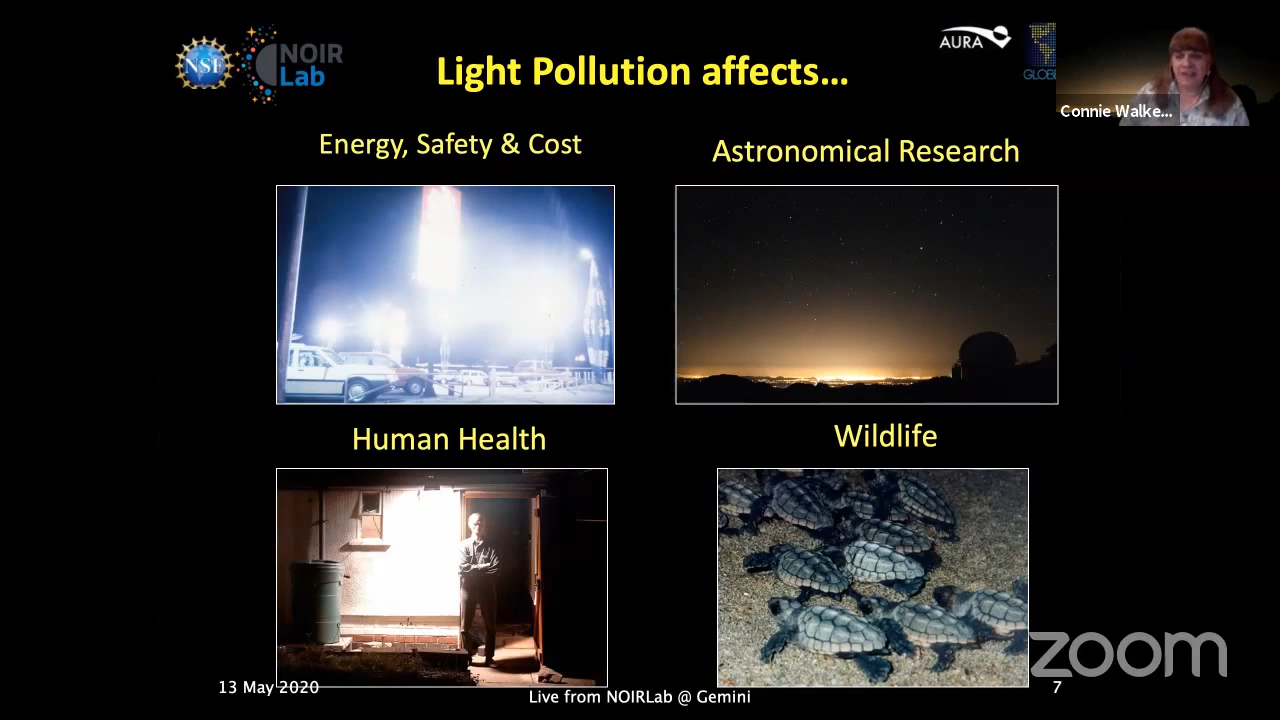 NSF
NOIR
Lab
Light Pollution affects...
AURA
GLOBE
Connie Walke...
Energy, Safety & Cost
Astronomical Research
Human Health
Wildlife
zoom
13 May 2020
Live from NOIRLab @ Gemini
7